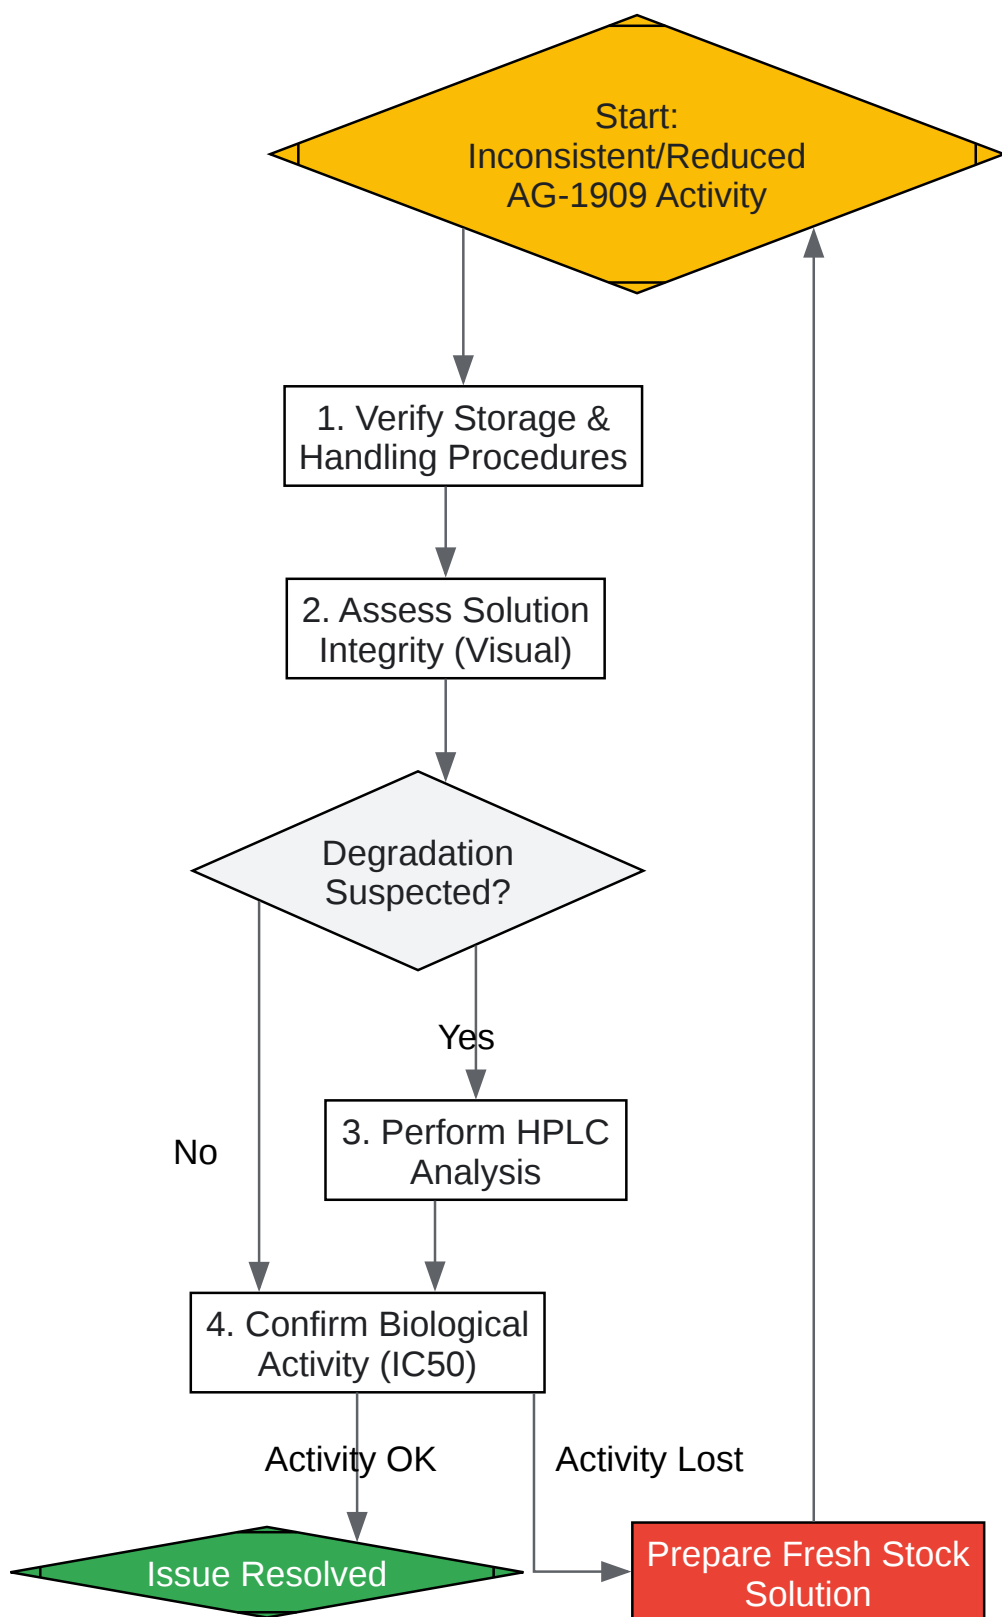 Start:
Inconsistent/Reduced
AG-1909 Activity
1. Verify Storage &
Handling Procedures
2. Assess Solution
Integrity (Visual)
Degradation
Suspected?
Yes
No
3. Perform HPLC
Analysis
4. Confirm Biological
Activity (IC50)
Activity OK
Activity Lost
Issue Resolved
Prepare Fresh Stock
Solution